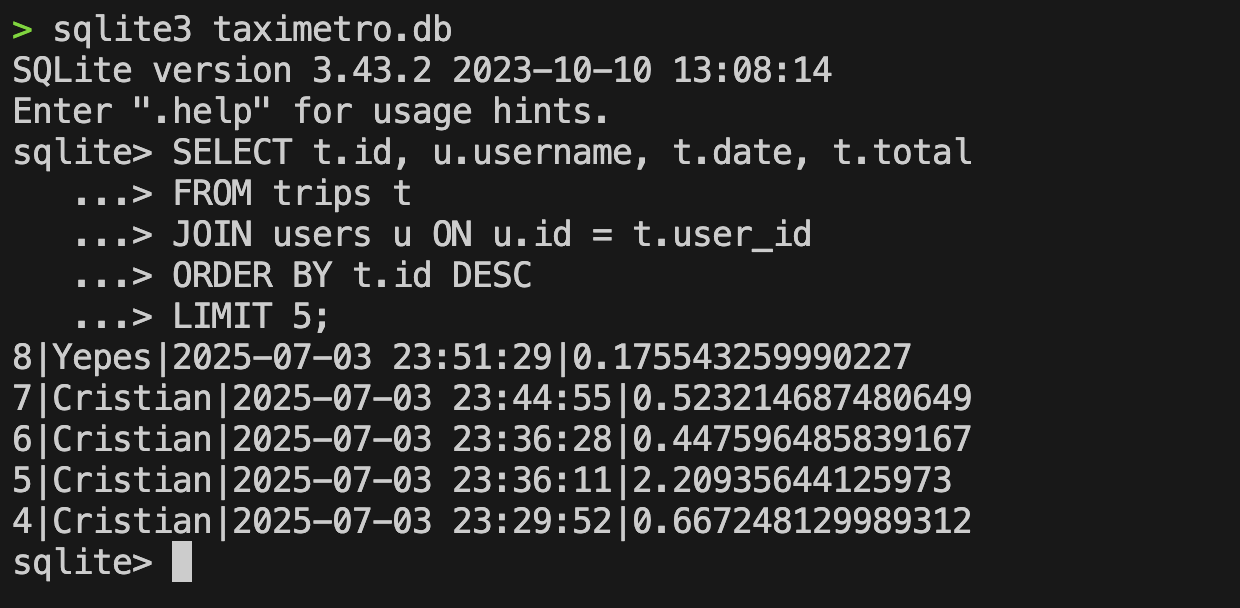 > sqlite3 taximetro.db
SQLite version 3.43.2 2023-10-10 13:08:14
Enter ".help" for usage hints.
sqlite> SELECT t.id, u.username, t.date, t.total
   ...> FROM trips t
   ...> JOIN users u ON u.id = t.user_id
   ...> ORDER BY t.id DESC
   ...> LIMIT 5;
8|Yepes|2025-07-03 23:51:29|0.175543259990227
7|Cristian|2025-07-03 23:44:55|0.523214687480649
6|Cristian|2025-07-03 23:36:28|0.447596485839167
5|Cristian|2025-07-03 23:36:11|2.20935644125973
4|Cristian|2025-07-03 23:29:52|0.667248129989312
sqlite>